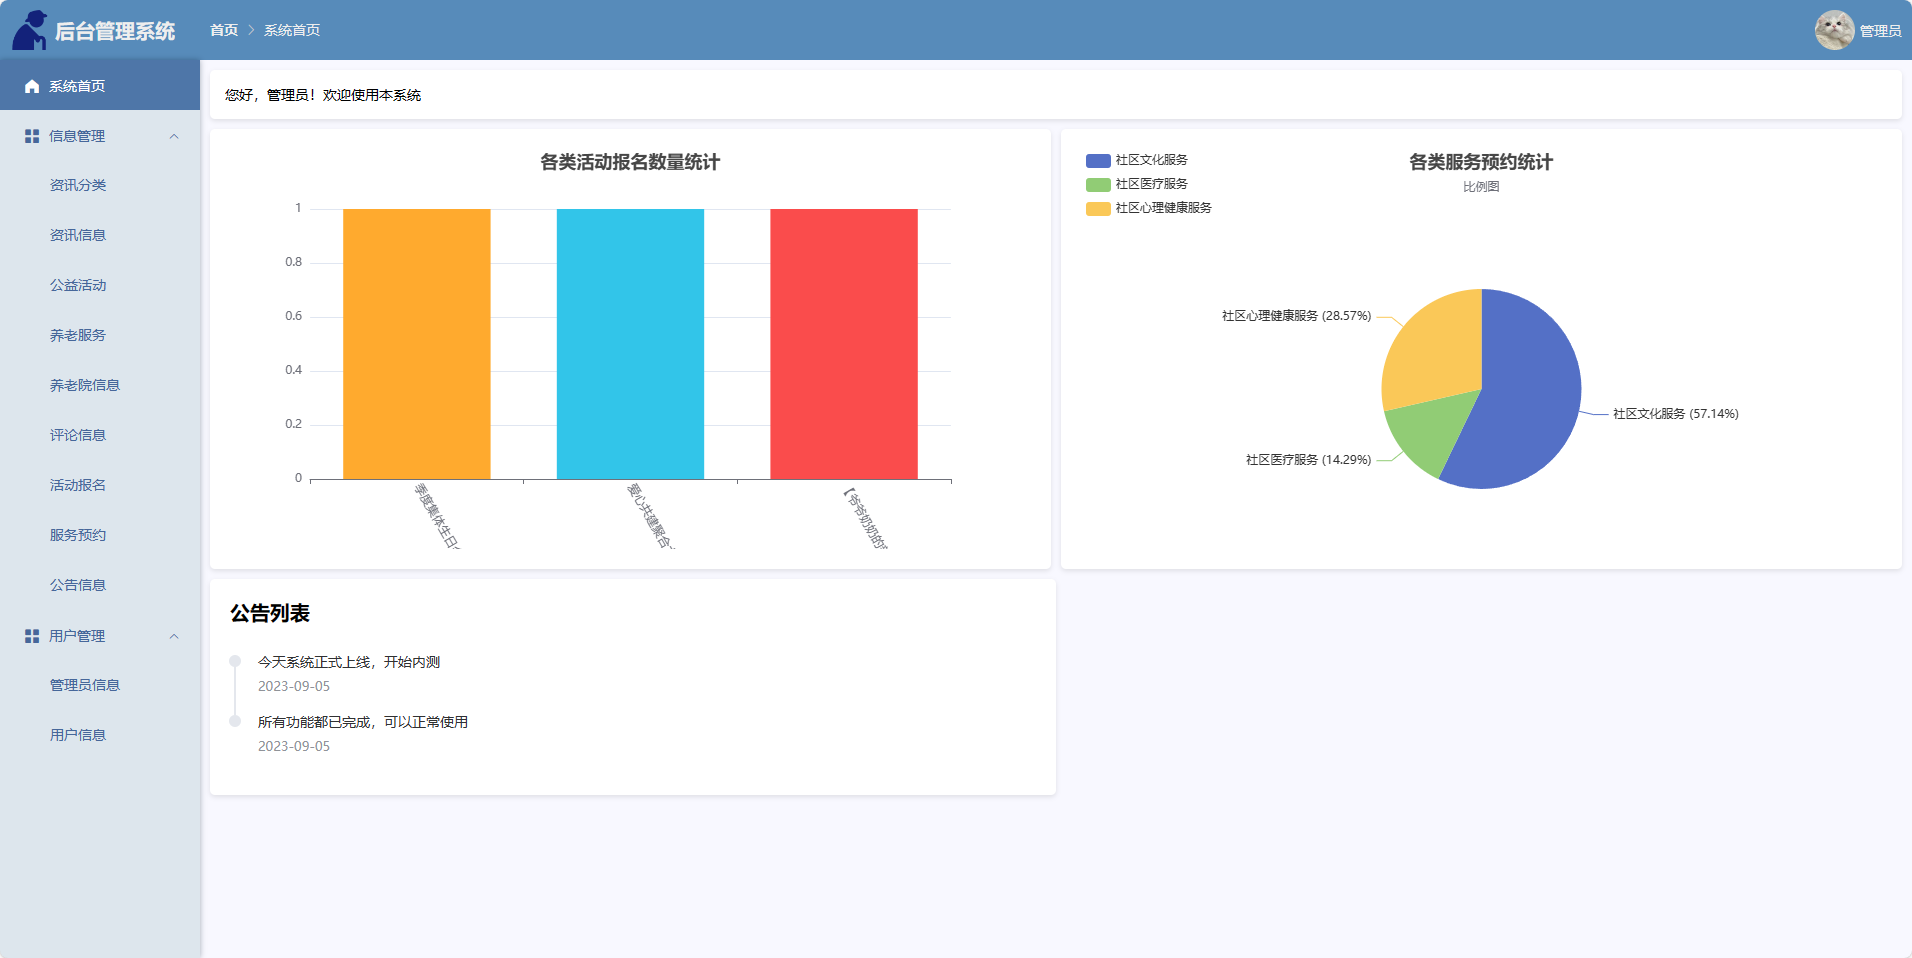 后台管理系统
首页
系统首页
管理员
系统首页
信息管理
资讯分类
资讯信息
公益活动
养老服务
养老院信息
评论信息
活动报名
服务预约
公告信息
用户管理
管理员信息
用户信息
您好，管理员！欢迎使用本系统
各类活动报名数量统计
1
0.8
0.6
0.4
0.2
0
季度集体生日
爱心共建聚合
【爷爷奶奶的
社区文化服务
社区医疗服务
社区心理健康服务
各类服务预约统计
比例图
社区心理健康服务 (28.57%)
社区文化服务 (57.14%)
社区医疗服务 (14.29%)
公告列表
今天系统正式上线，开始内测
2023-09-05
所有功能都已完成，可以正常使用
2023-09-05